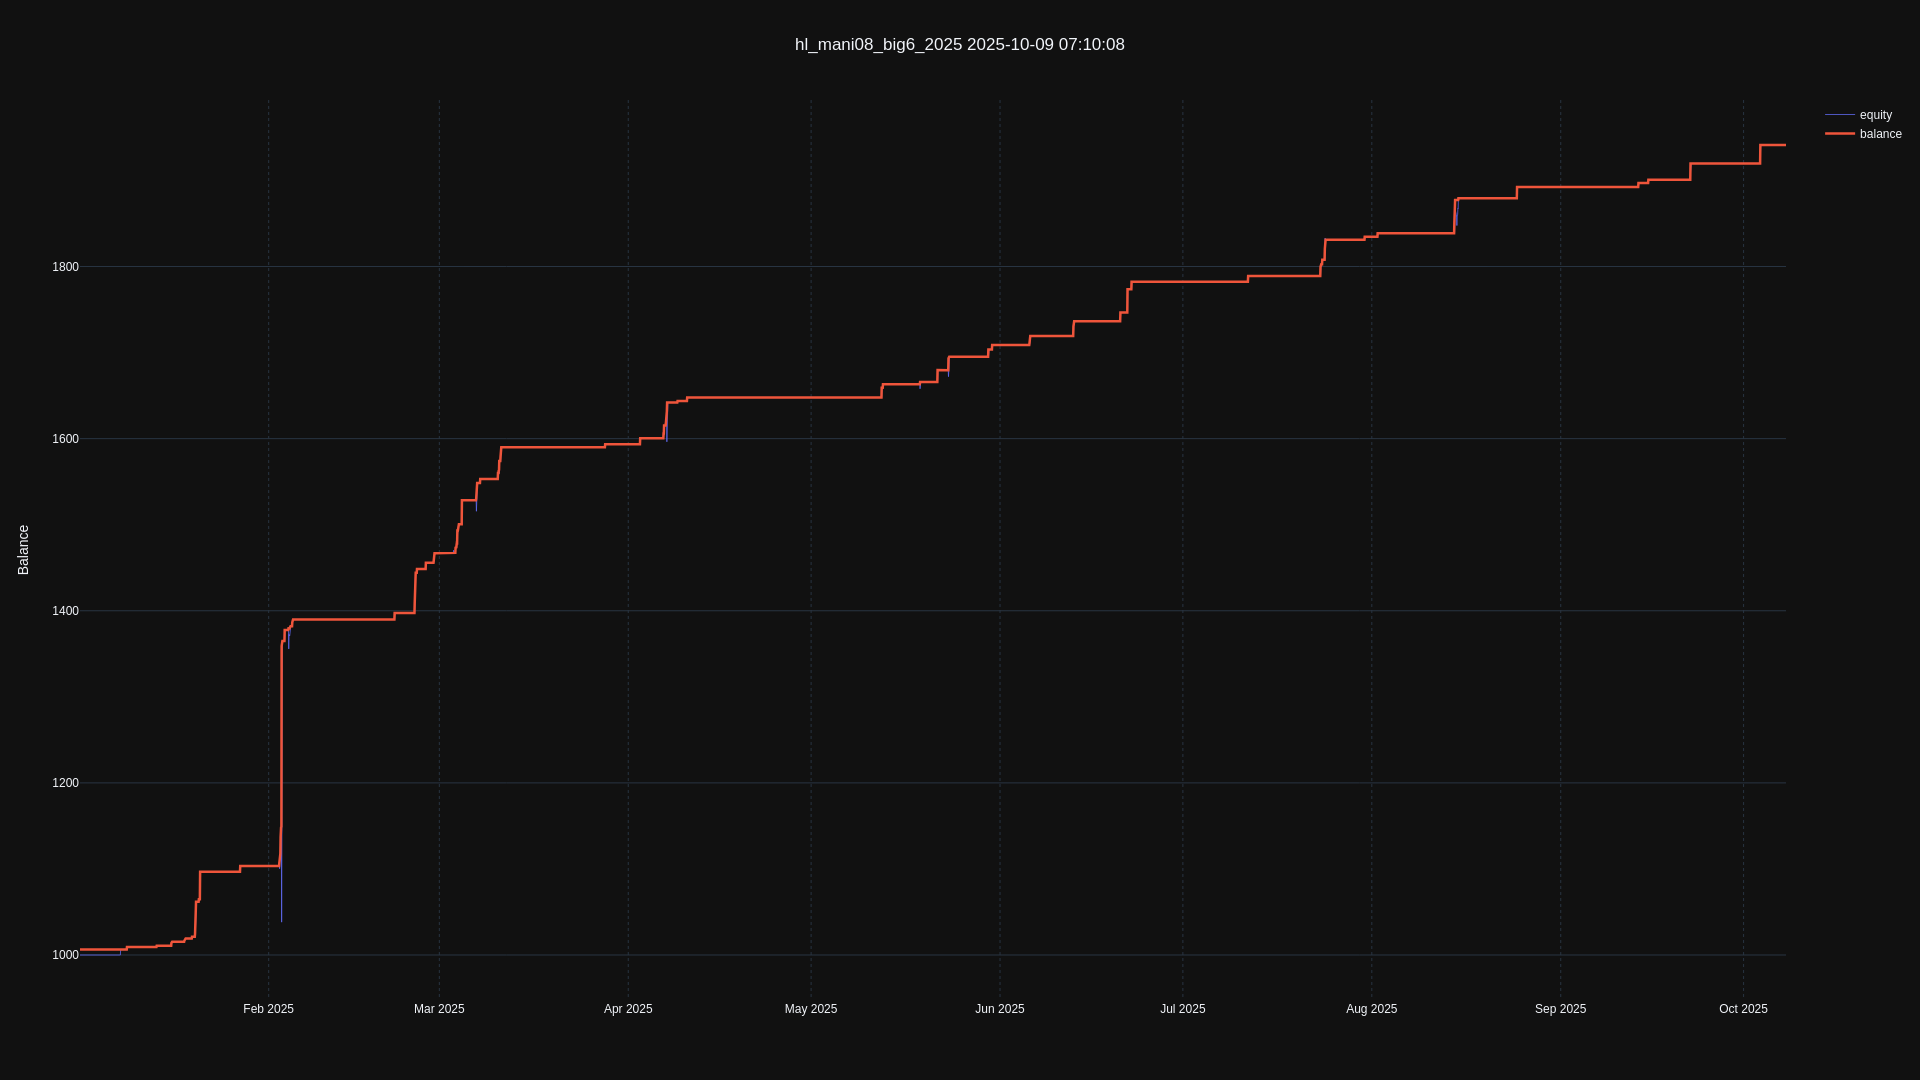 hl_mani08_big6_2025 2025-10-09 07:10:08
equity
balance
Balance
1800
1600
1400
1200
1000
Feb 2025
Mar 2025
Apr 2025
May 2025
Jun 2025
Jul 2025
Aug 2025
Sep 2025
Oct 2025